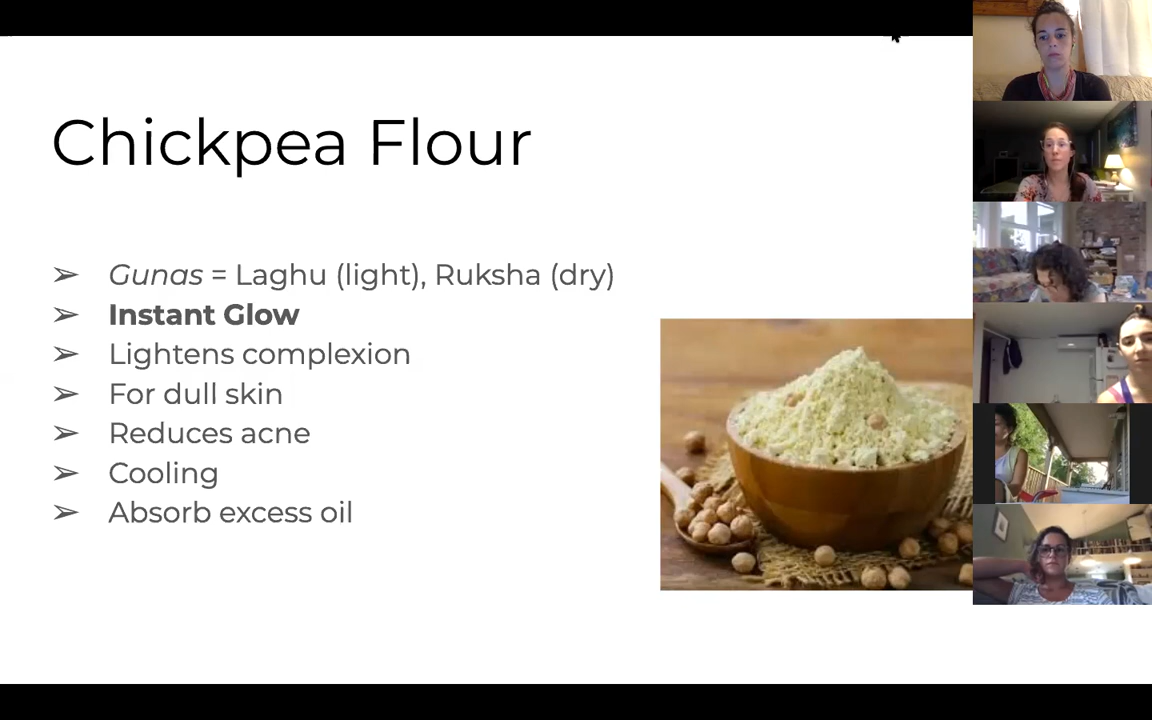 Chickpea Flour
➢ Gunas = Laghu (light), Ruksha (dry)
➢ Instant Glow
➢ Lightens complexion
➢ For dull skin
➢ Reduces acne
➢ Cooling
➢ Absorb excess oil